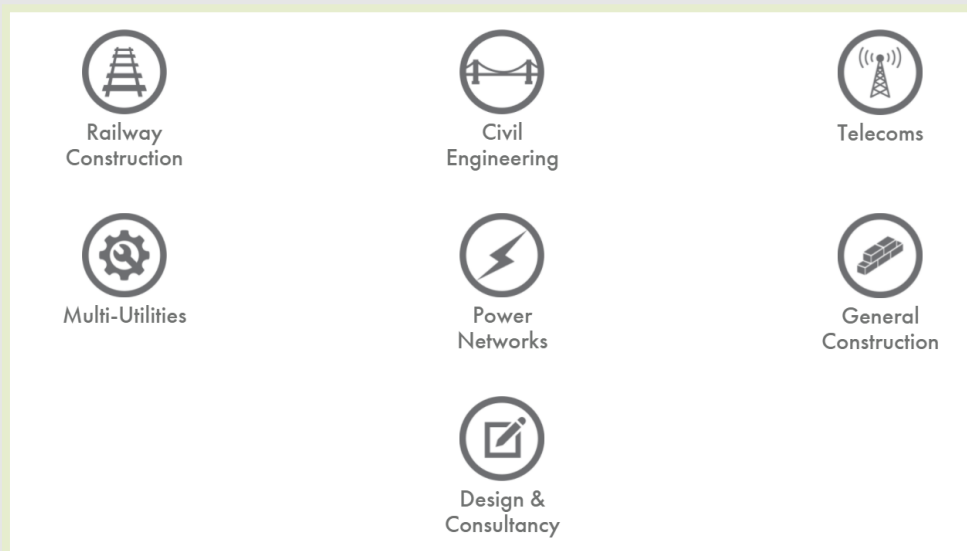 Railway
Construction
Civil
Engineering
Telecoms
Multi-Utilities
Power
Networks
General
Construction
Design &
Consultancy